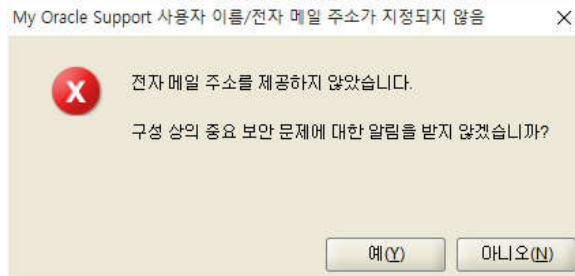 My Oracle Support 사용자 이름/전자 메일 주소가 지정되지 않음
전자 메일 주소를 제공하지 않았습니다.
구성 상의 중요 보안 문제에 대한 알림을 받지 않겠습니까?
예(Y) 아니오(N)